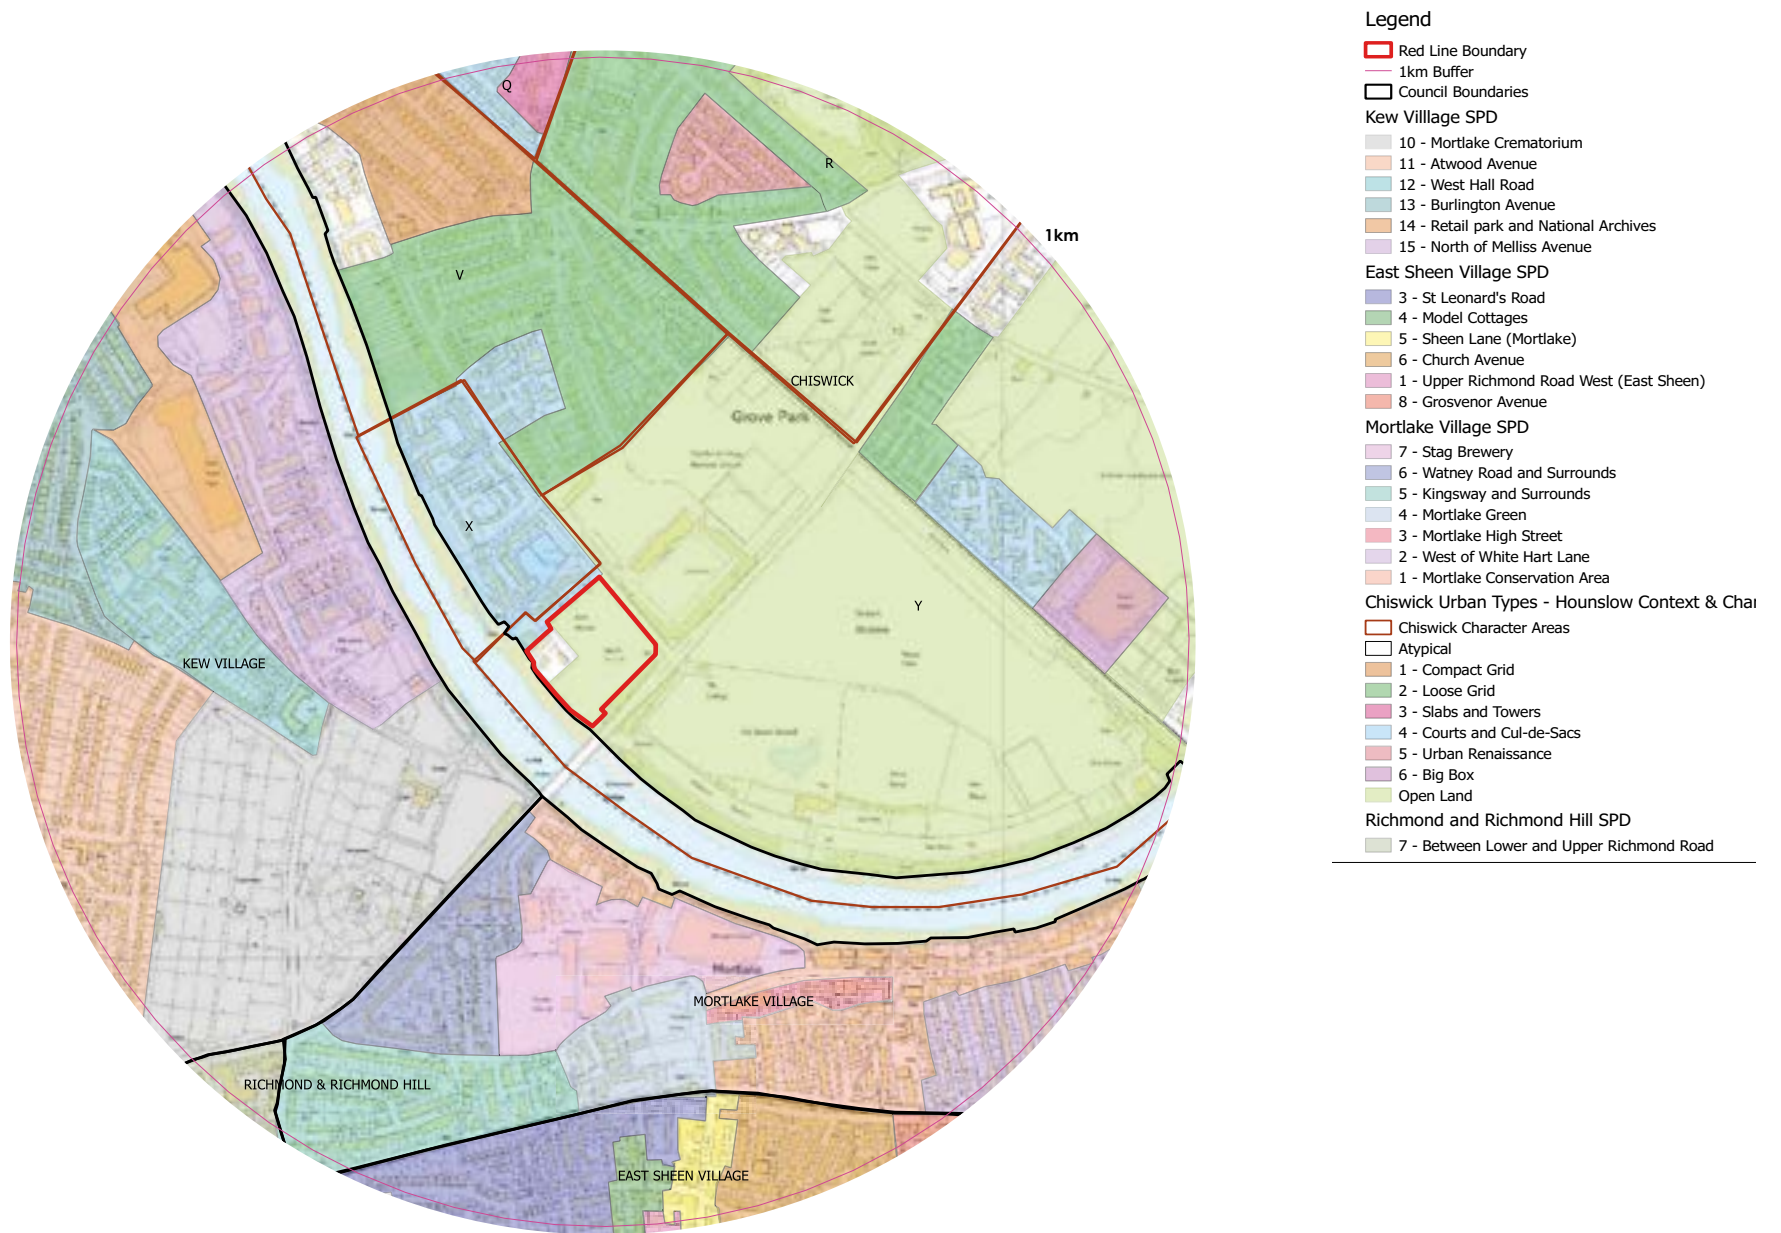 Q
R
1km
V
CHISWICK
Grove Park
X
Y
KEW VILLAGE
Mortlake
MORTLAKE VILLAGE
RICHMOND & RICHMOND HILL
EAST SHEEN VILLAGE
Legend
Red Line Boundary
1km Buffer
Council Boundaries
Kew Villlage SPD
10 - Mortlake Crematorium
11 - Atwood Avenue
12 - West Hall Road
13 - Burlington Avenue
14 - Retail park and National Archives
15 - North of Melliss Avenue
East Sheen Village SPD
3 - St Leonard's Road
4 - Model Cottages
5 - Sheen Lane (Mortlake)
6 - Church Avenue
1 - Upper Richmond Road West (East Sheen)
8 - Grosvenor Avenue
Mortlake Village SPD
7 - Stag Brewery
6 - Watney Road and Surrounds
5 - Kingsway and Surrounds
4 - Mortlake Green
3 - Mortlake High Street
2 - West of White Hart Lane
1 - Mortlake Conservation Area
Chiswick Urban Types - Hounslow Context & Char
Chiswick Character Areas
Atypical
1 - Compact Grid
2 - Loose Grid
3 - Slabs and Towers
4 - Courts and Cul-de-Sacs
5 - Urban Renaissance
6 - Big Box
Open Land
Richmond and Richmond Hill SPD
7 - Between Lower and Upper Richmond Road